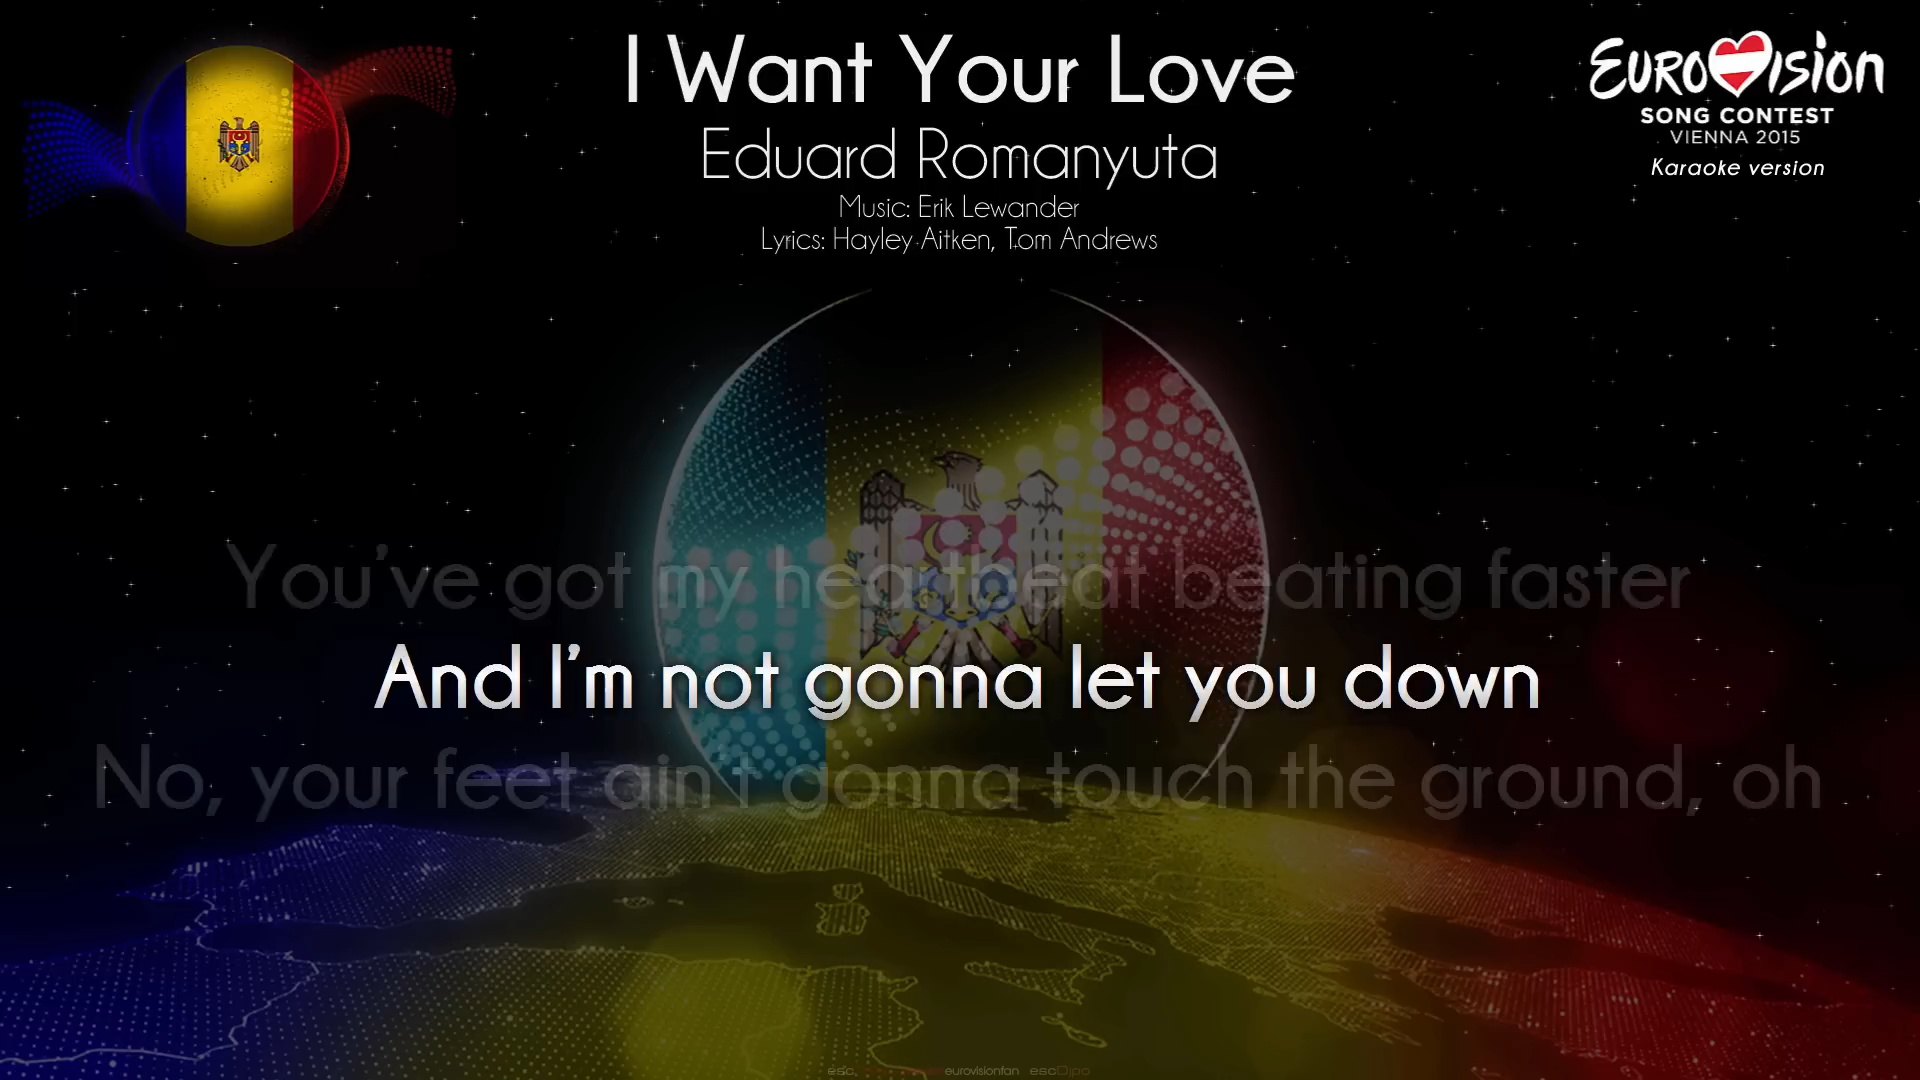 I Want Your Love
Eduard Romanyuta
Music: Erik Lewander
Lyrics: Hayley Aitken, Tom Andrews
EUROVISION
SONG CONTEST
VIENNA 2015
Karaoke version
You've got my heartbeat beating faster
And I'm not gonna let you down
No, your feet ain't gonna touch the ground, oh
eurovisionfan escDipo